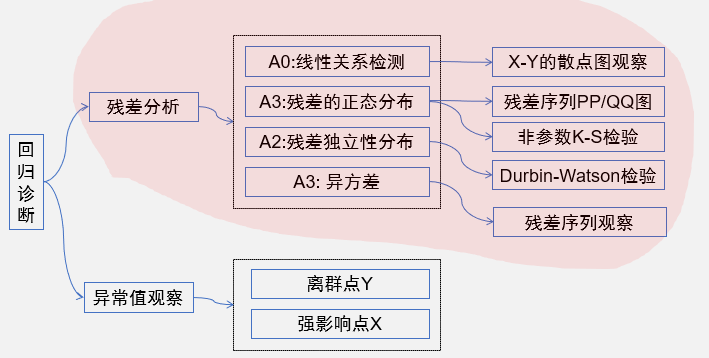 回归诊断
残差分析
A0:线性关系检测
A3:残差的正态分布
A2:残差独立性分布
A3: 异方差
X-Y的散点图观察
残差序列PP/QQ图
非参数K-S检验
Durbin-Watson检验
残差序列观察
异常值观察
离群点Y
强影响点X